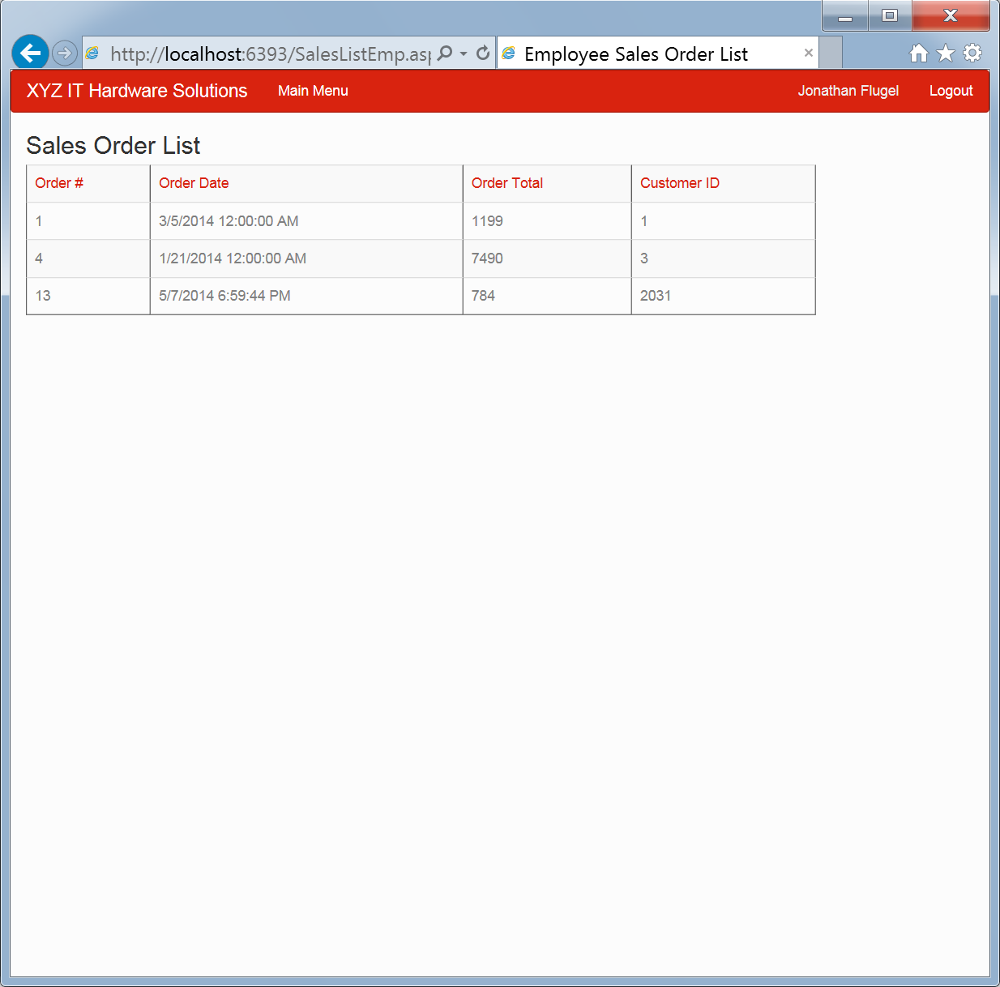 http://localhost:6393/SalesListEmp.asp Employee Sales Order List
XYZ IT Hardware Solutions Main Menu Jonathan Flugel Logout
Sales Order List
Order # Order Date Order Total Customer ID
1 3/5/2014 12:00:00 AM 1199 1
4 1/21/2014 12:00:00 AM 7490 3
13 5/7/2014 6:59:44 PM 784 2031